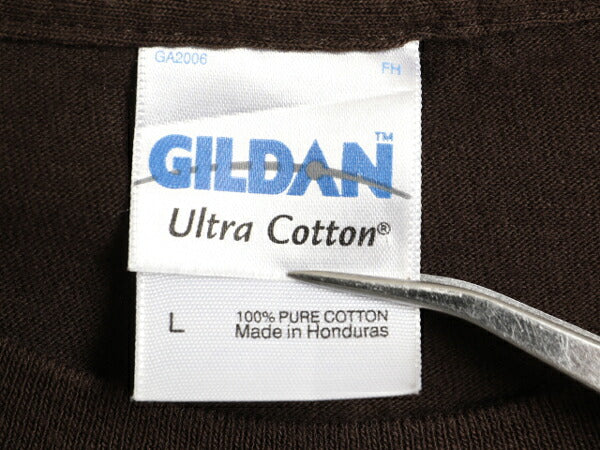 GA2006
FH
GILDAN™
Ultra Cotton®
L
100% PURE COTTON
Made in Honduras